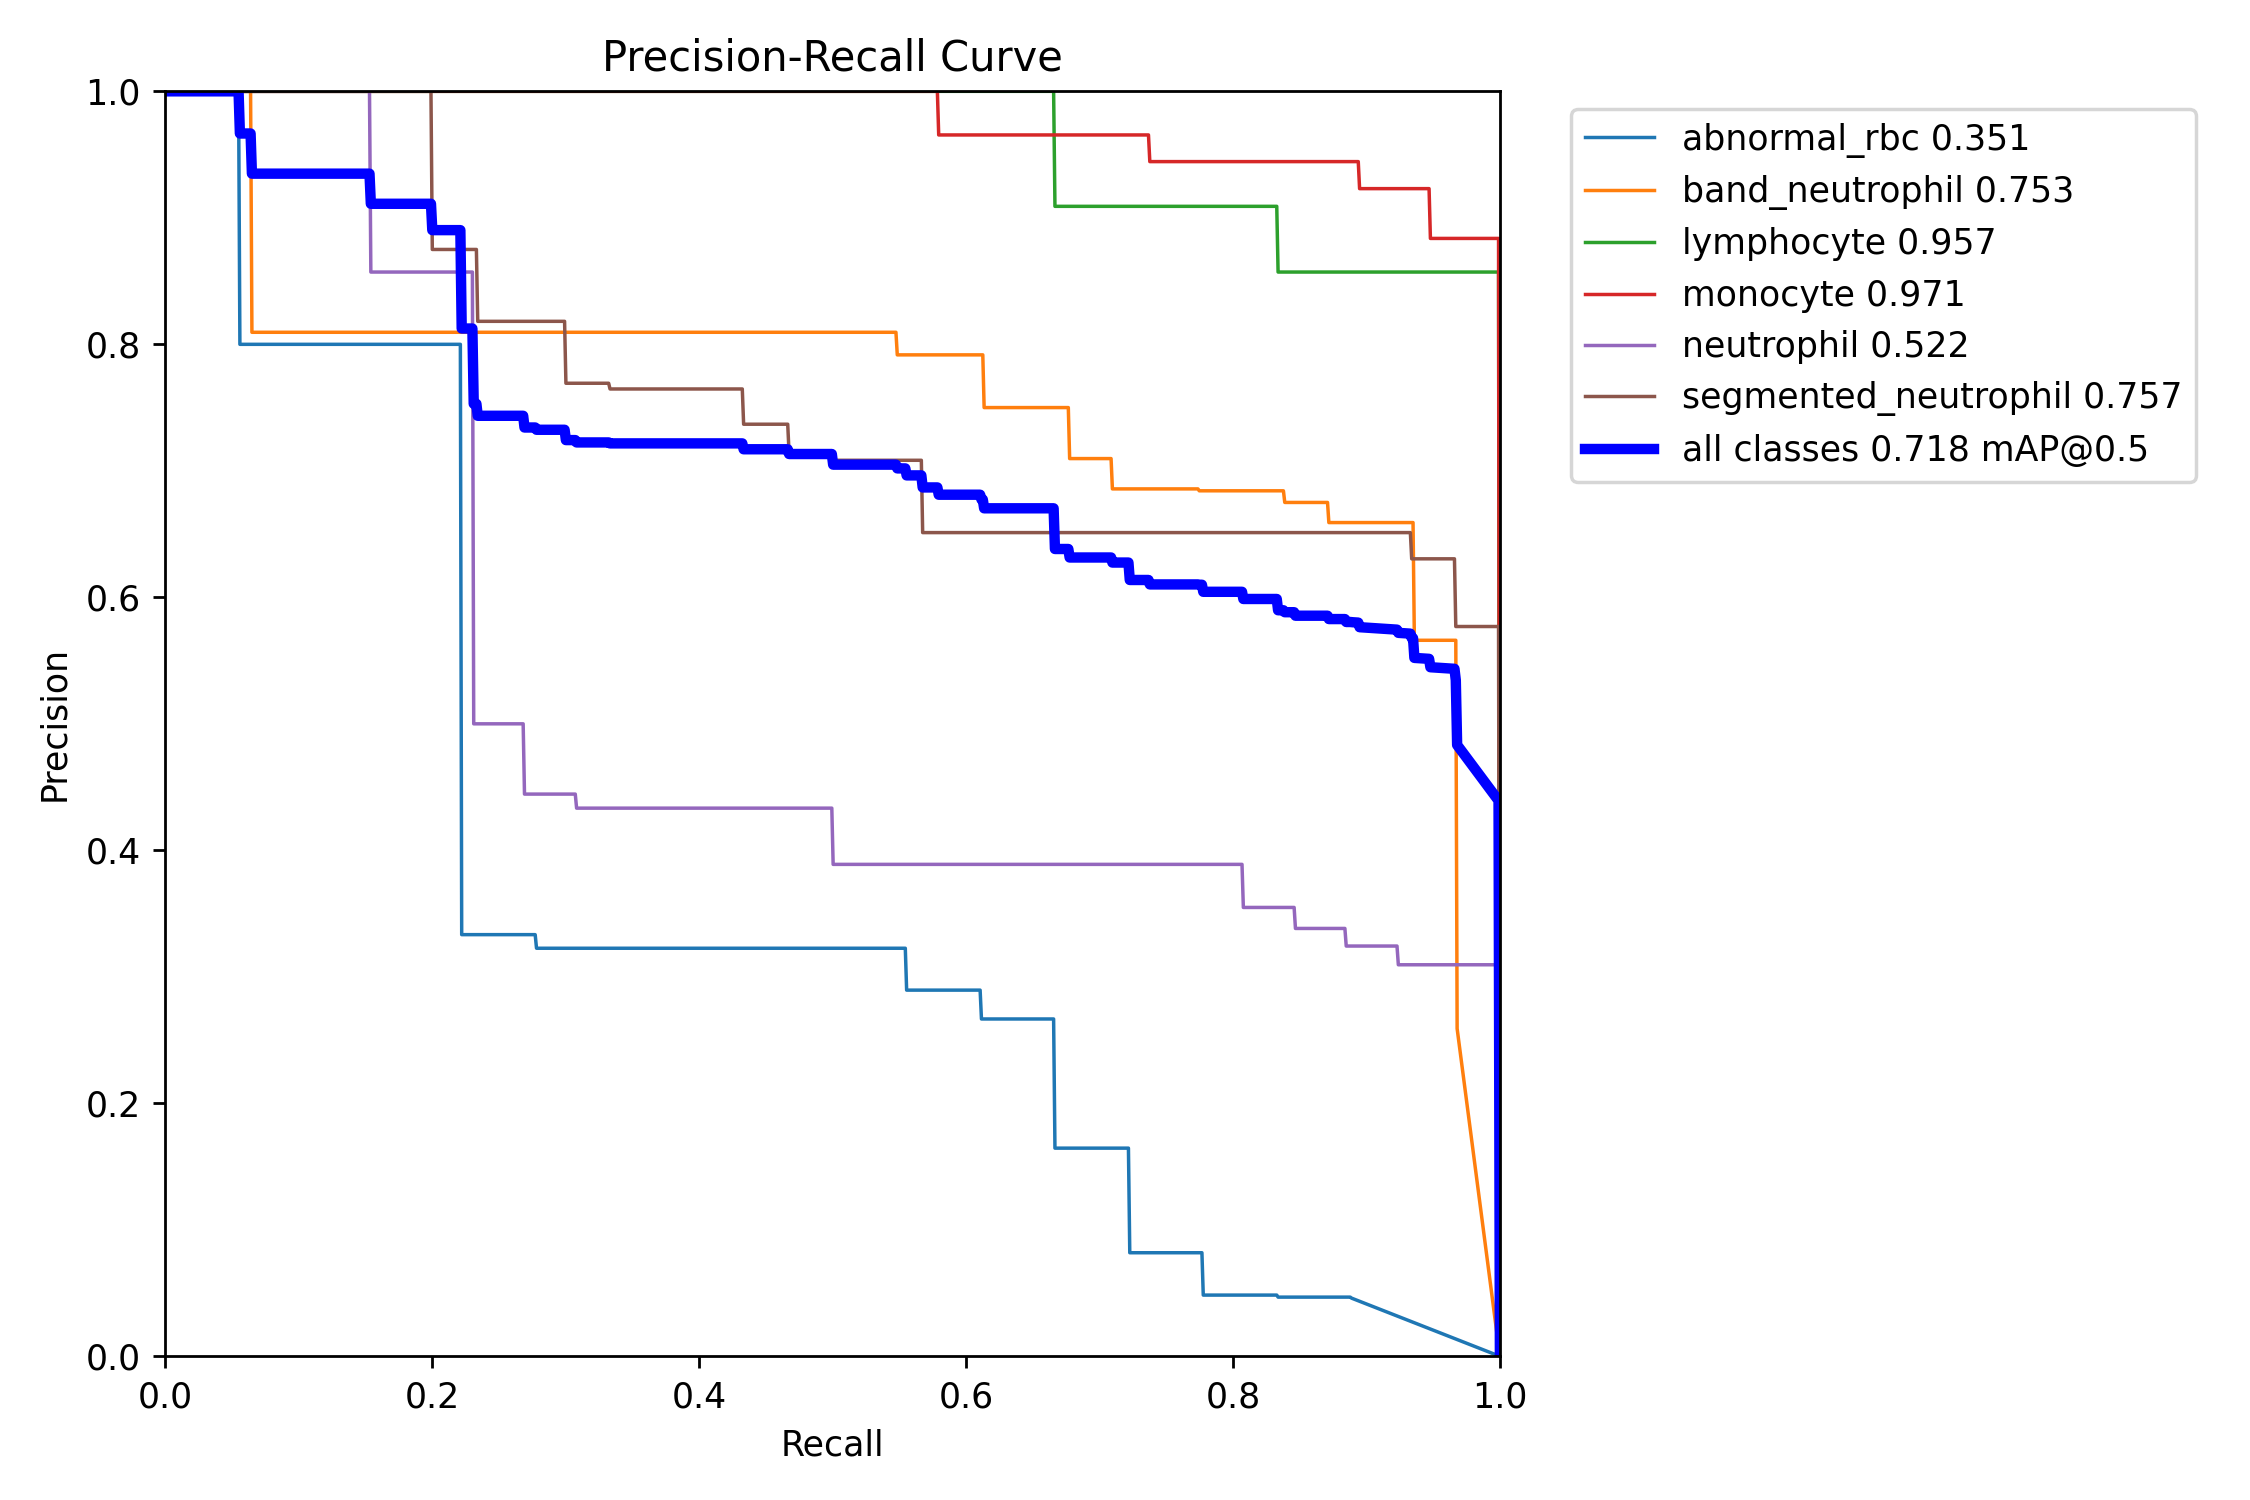 Precision-Recall Curve
1.0
0.8
0.6
0.4
0.2
0.0
Precision
0.0 0.2 0.4 0.6 0.8 1.0
Recall
abnormal_rbc 0.351
band_neutrophil 0.753
lymphocyte 0.957
monocyte 0.971
neutrophil 0.522
segmented_neutrophil 0.757
all classes 0.718 mAP@0.5